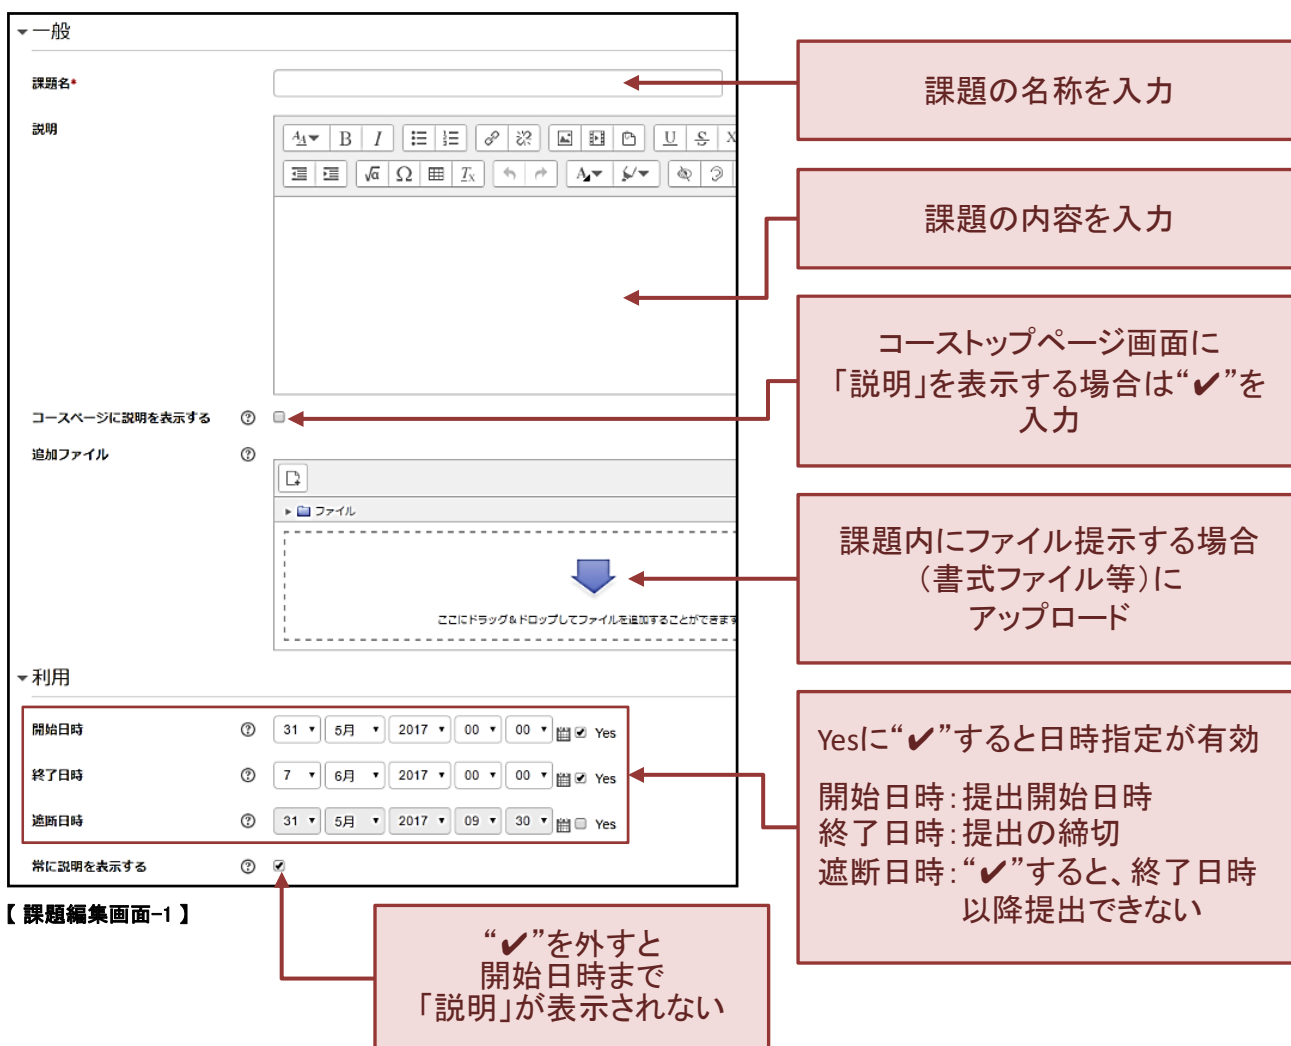 一般
課題名*
説明
コースページに説明を表示する
追加ファイル
ファイル
ここにドラッグ&ドロップしてファイルを追加することができます
利用
開始日時 31 5月 2017 00 00 Yes
終了日時 7 6月 2017 00 00 Yes
遮断日時 31 5月 2017 09 30 Yes
常に説明を表示する
【 課題編集画面-1 】
課題の名称を入力
課題の内容を入力
コーストップページ画面に
「説明」を表示する場合は“✔”を
入力
課題内にファイル提示する場合
(書式ファイル等)に
アップロード
Yesに“✔”すると日時指定が有効
開始日時:提出開始日時
終了日時:提出の締切
遮断日時:“✔”すると、終了日時
以降提出できない
“✔”を外すと
開始日時まで
「説明」が表示されない